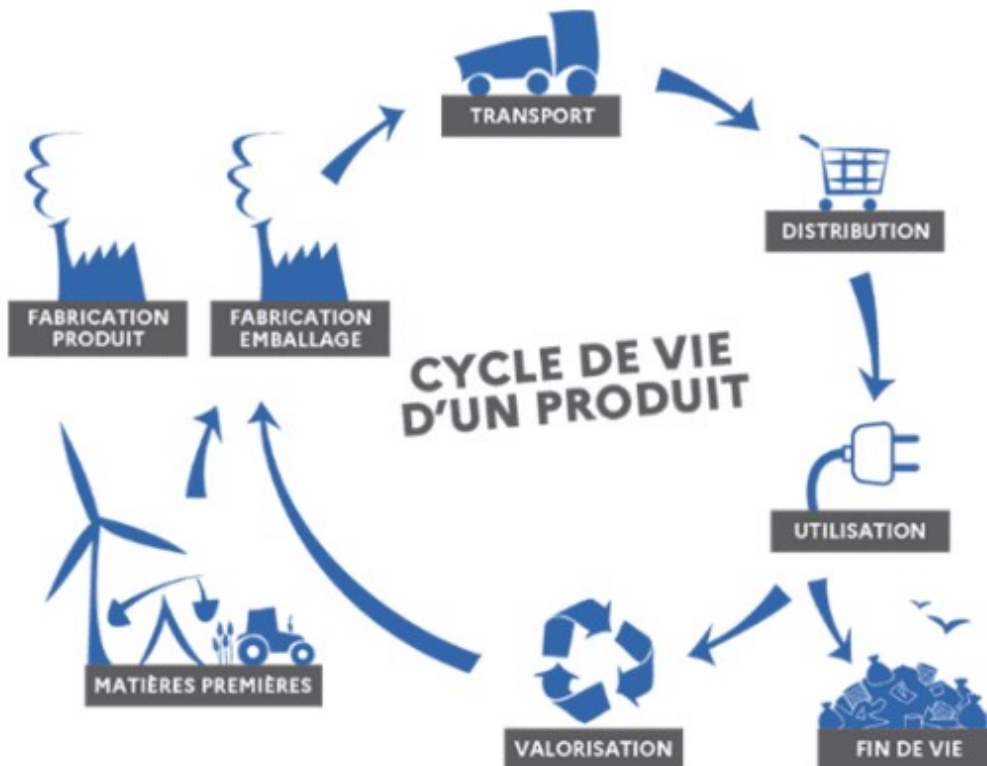 TRANSPORT
DISTRIBUTION
FABRICATION
PRODUIT
FABRICATION
EMBALLAGE
CYCLE DE VIE
D'UN PRODUIT
UTILISATION
MATIÈRES PREMIÈRES
VALORISATION
FIN DE VIE